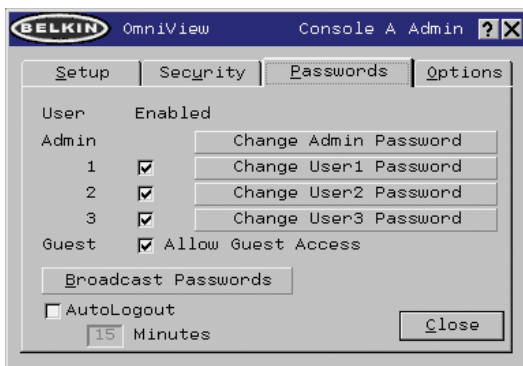 BELKIN OmniView Console A Admin ? X
Setup Security Passwords Options
User Enabled
Admin Change Admin Password
1 Change User1 Password
2 Change User2 Password
3 Change User3 Password
Guest Allow Guest Access
Broadcast Passwords
AutoLogout
15 Minutes
Close